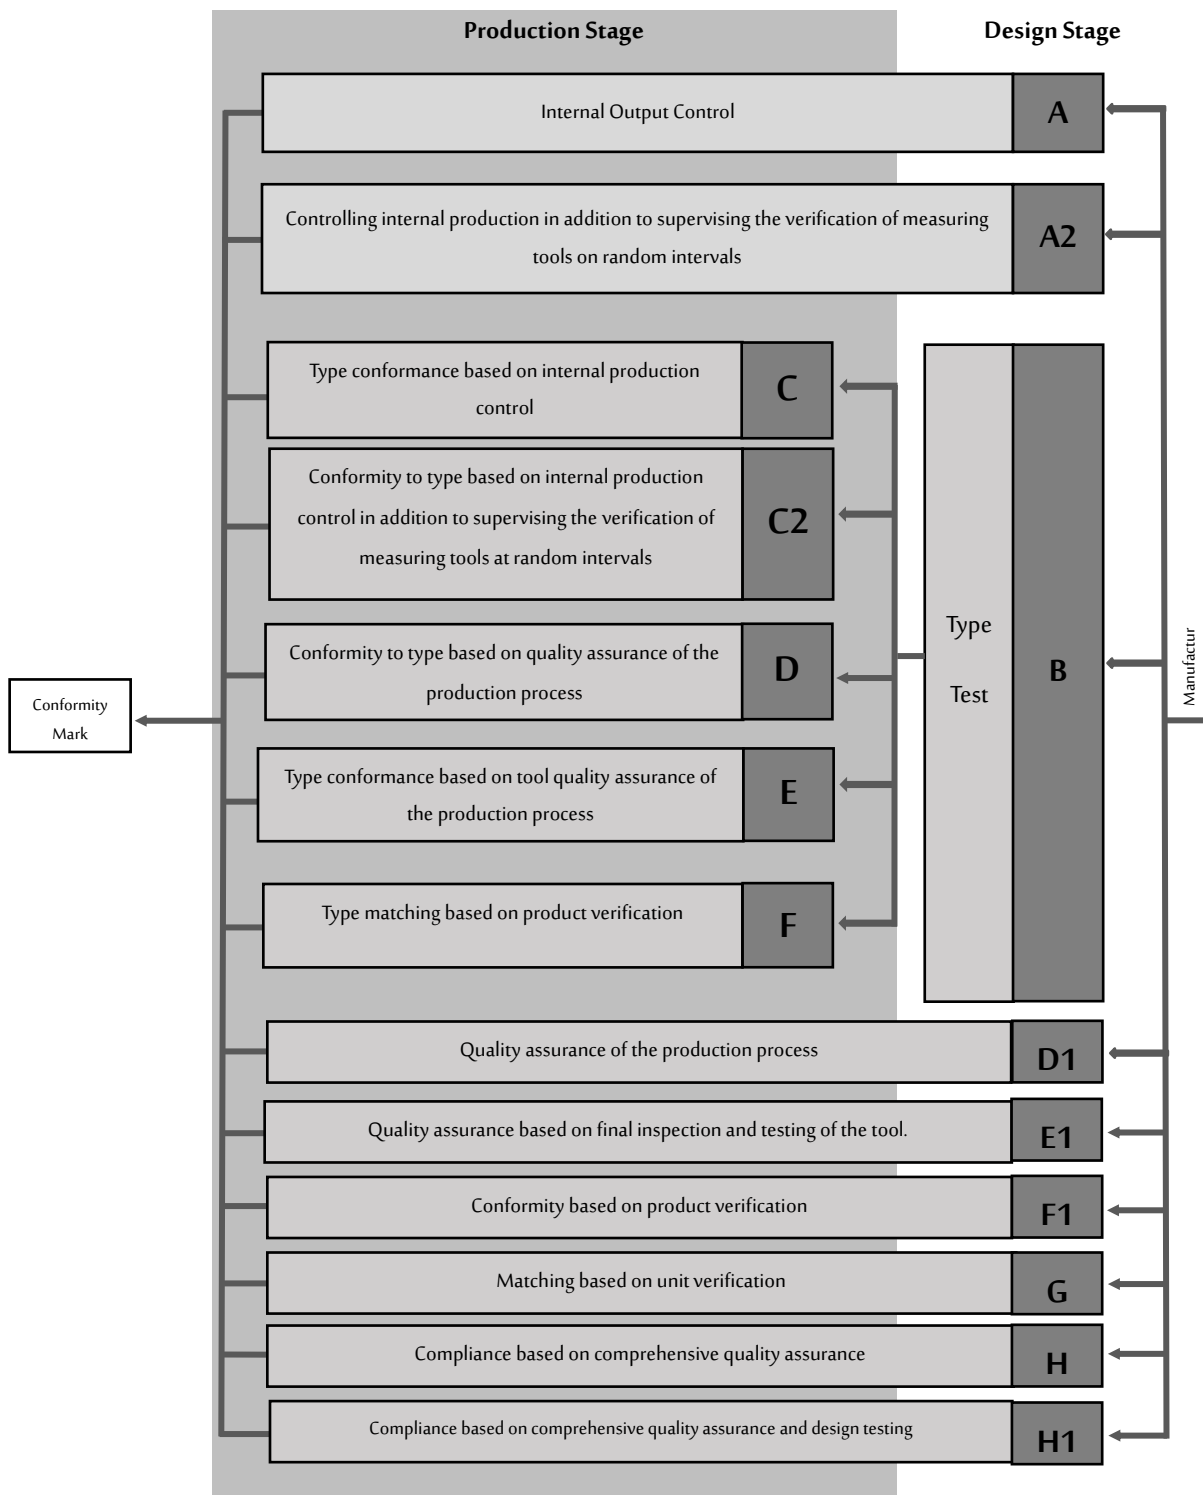 Production Stage
Design Stage
Internal Output Control
A
Controlling internal production in addition to supervising the verification of measuring
tools on random intervals
A2
Type conformance based on internal production
control
C
Conformity to type based on internal production
control in addition to supervising the verification of
measuring tools at random intervals
C2
Conformity to type based on quality assurance of the
production process
D
Type conformance based on tool quality assurance of
the production process
E
Type matching based on product verification
F
Type
Test
B
Manufactur
Conformity
Mark
Quality assurance of the production process
D1
Quality assurance based on final inspection and testing of the tool.
E1
Conformity based on product verification
F1
Matching based on unit verification
G
Compliance based on comprehensive quality assurance
H
Compliance based on comprehensive quality assurance and design testing
H1